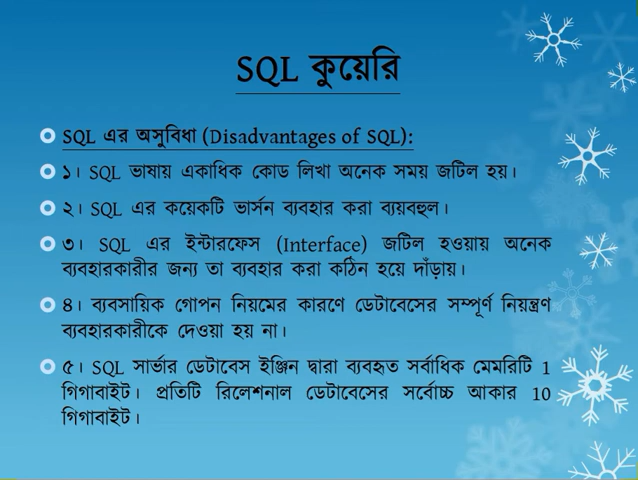 SQL কুয়েরি
SQL এর অসুবিধা (Disadvantages of SQL):
১। SQL ভাষায় একাধিক কোড লিখা অনেক সময় জটিল হয়।
২। SQL এর কয়েকটি ভার্সন ব্যবহার করা ব্যয়বহুল।
৩। SQL এর ইন্টারফেস (Interface) জটিল হওয়ায় অনেক
ব্যবহারকারীর জন্য তা ব্যবহার করা কঠিন হয়ে দাঁড়ায়।
৪। ব্যবসায়িক গোপন নিয়মের কারণে ডেটাবেসের সম্পূর্ণ নিয়ন্ত্রণ
ব্যবহারকারীকে দেওয়া হয় না।
৫। SQL সার্ভার ডেটাবেস ইঞ্জিন দ্বারা ব্যবহৃত সর্বাধিক মেমরিটি 1
গিগাবাইট। প্রতিটি রিলেশনাল ডেটাবেসের সর্বোচ্চ আকার 10
গিগাবাইট।